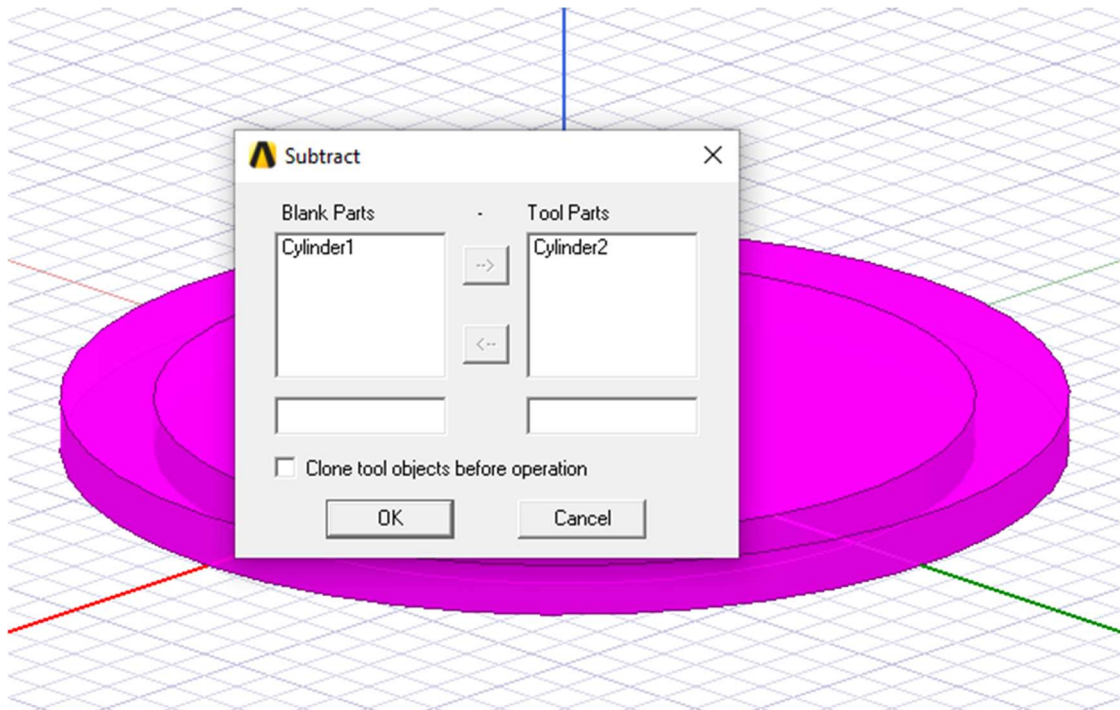 Subtract
Blank Parts - Tool Parts
Cylinder1 Cylinder2
-->
<--
Clone tool objects before operation
OK Cancel